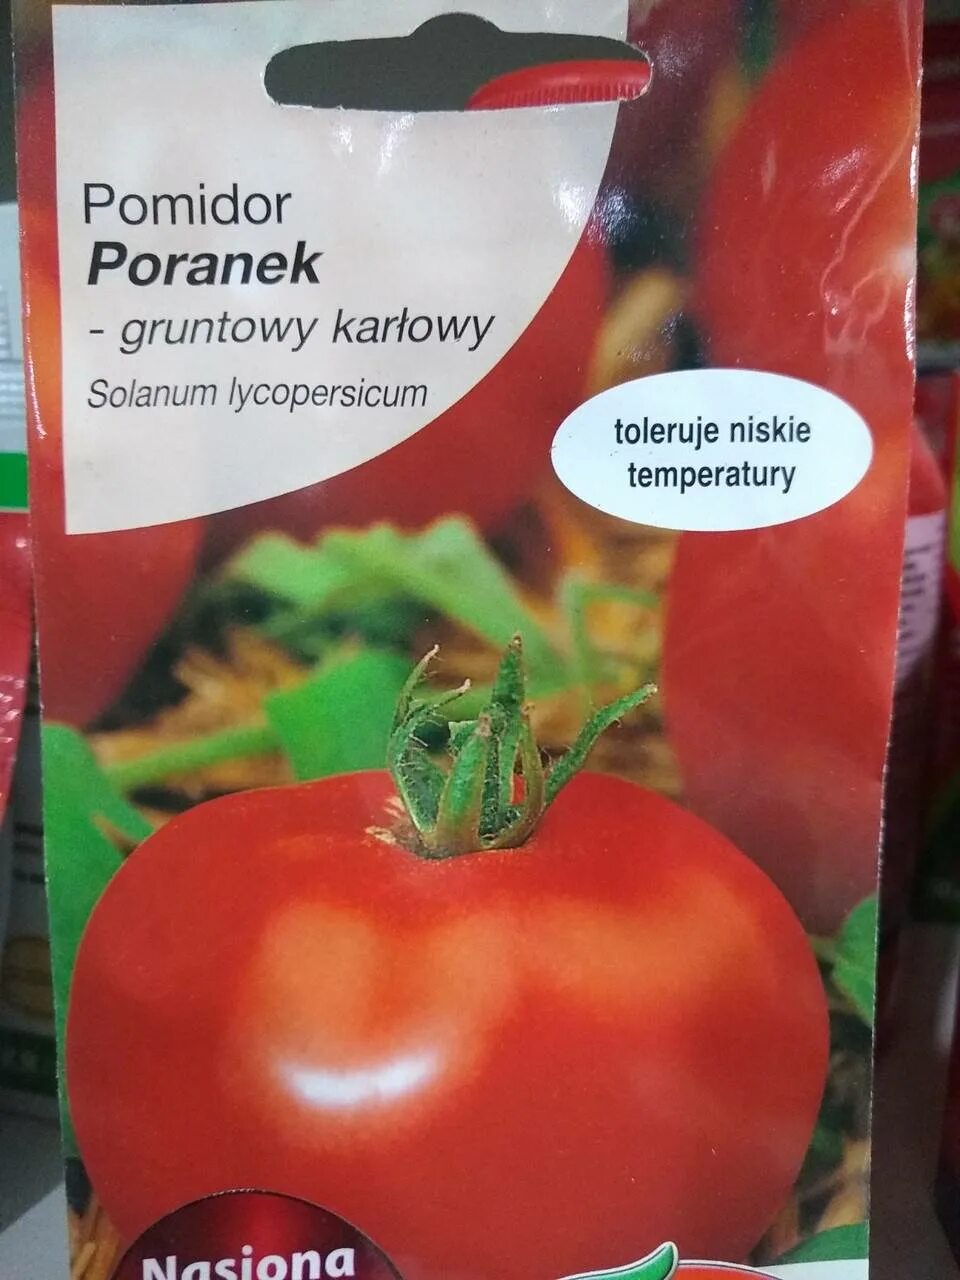 Pomidor
Poranek
- gruntowy karłowy
Solanum lycopersicum
toleruje niskie
temperatury
Nasiona